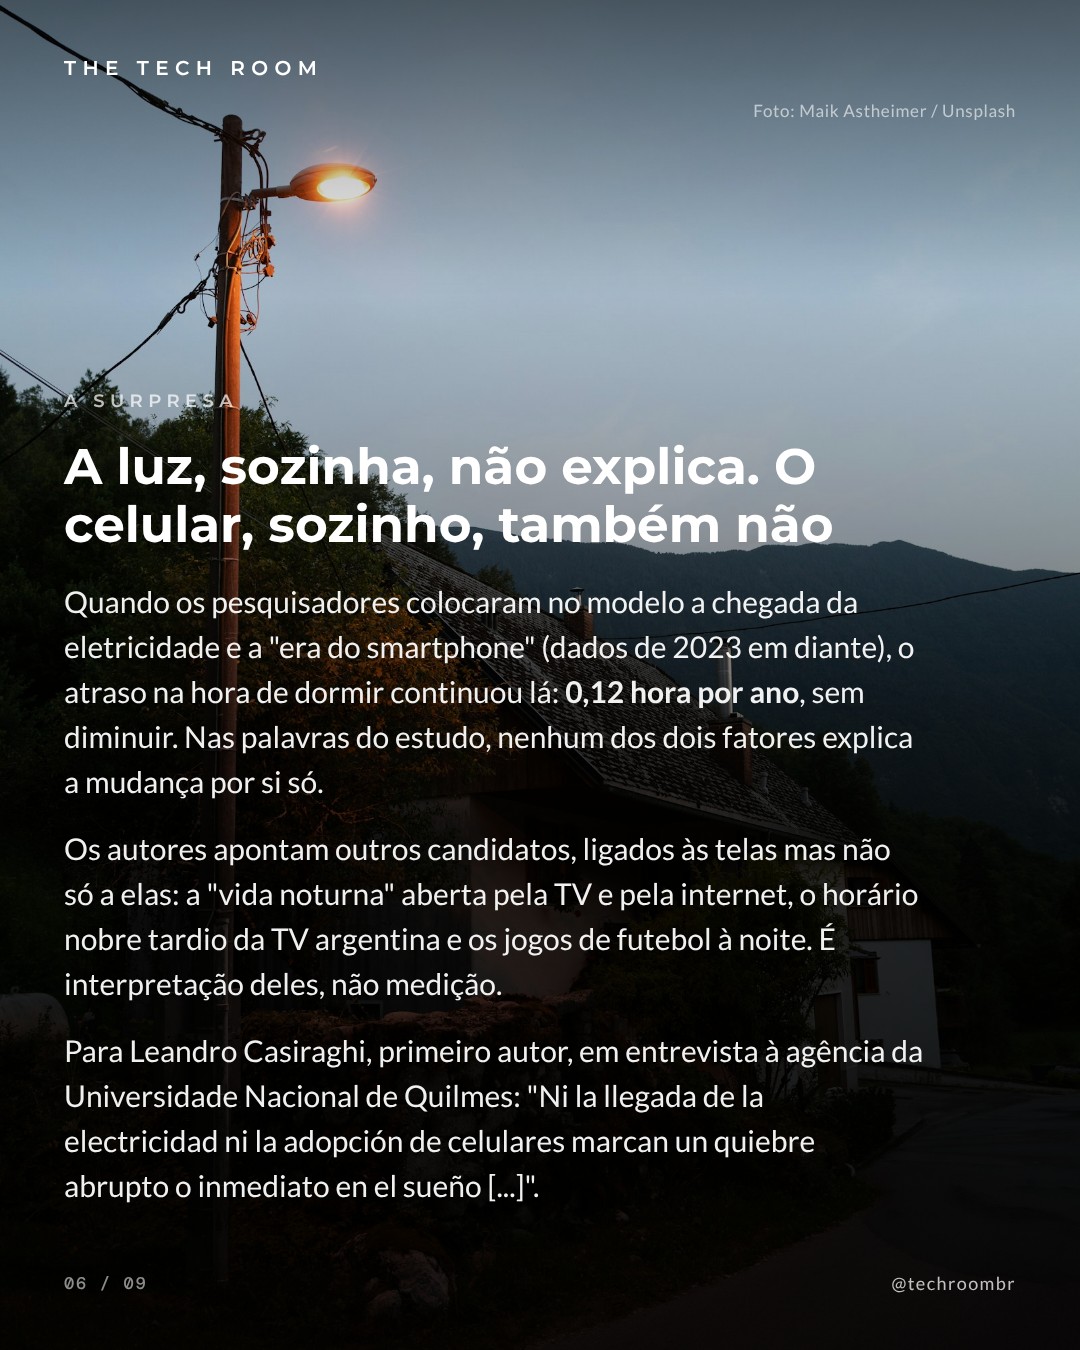 THE TECH ROOM
Foto: Maik Astheimer / Unsplash
A SURPRESA
A luz, sozinha, não explica. O
celular, sozinho, também não
Quando os pesquisadores colocaram no modelo a chegada da
eletricidade e a "era do smartphone" (dados de 2023 em diante), o
atraso na hora de dormir continuou lá: 0,12 hora por ano, sem
diminuir. Nas palavras do estudo, nenhum dos dois fatores explica
a mudança por si só.
Os autores apontam outros candidatos, ligados às telas mas não
só a elas: a "vida noturna" aberta pela TV e pela internet, o horário
nobre tardio da TV argentina e os jogos de futebol à noite. É
interpretação deles, não medição.
Para Leandro Casiraghi, primeiro autor, em entrevista à agência da
Universidade Nacional de Quilmes: "Ni la llegada de la
electricidad ni la adopción de celulares marcan un quiebre
abrupto o inmediato en el sueño [...]".
06 / 09
@techroombr